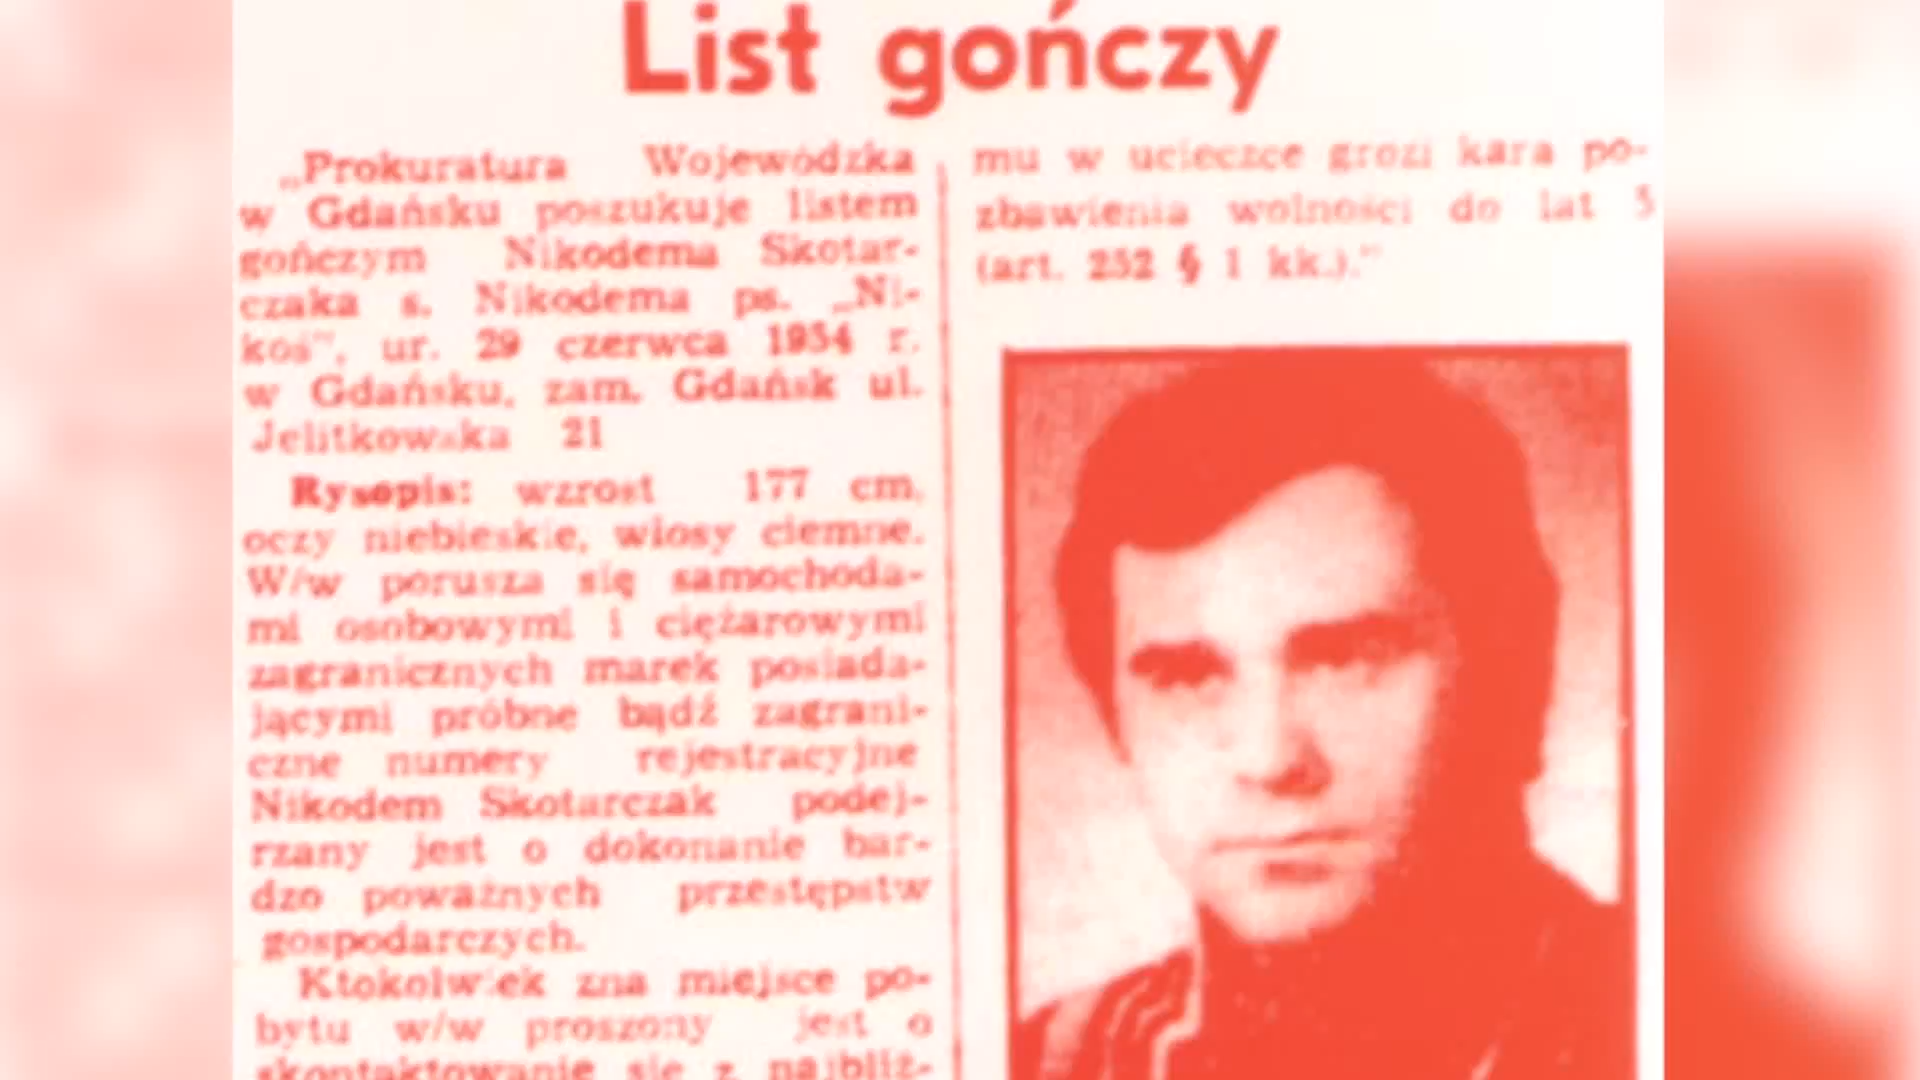 List gończy
„Prokuratura Wojewódzka
w Gdańsku poszukuje listem
gończym Nikodema Skotar-
czaka s. Nikodema ps. „Ni-
koś", ur. 29 czerwca 1954 r.
w Gdańsku, zam. Gdańsk ul.
Jelitkowska 21
Rysopis: wzrost 177 cm,
oczy niebieskie, włosy ciemne.
W/w porusza się samochoda-
mi osobowymi i ciężarowymi
zagranicznych marek posiada-
jącymi próbne bądź zagrani-
czne numery rejestracyjne
Nikodem Skotarczak podej-
rzany jest o dokonanie bar-
dzo poważnych przestępstw
gospodarczych.
Ktokolwiek zna miejsce po-
bytu w/w proszony jest o
skontaktowanie się z najbliż-
mu w ucieczce grozi kara po-
zbawienia wolności do lat 5
(art. 252 § 1 kk.)."